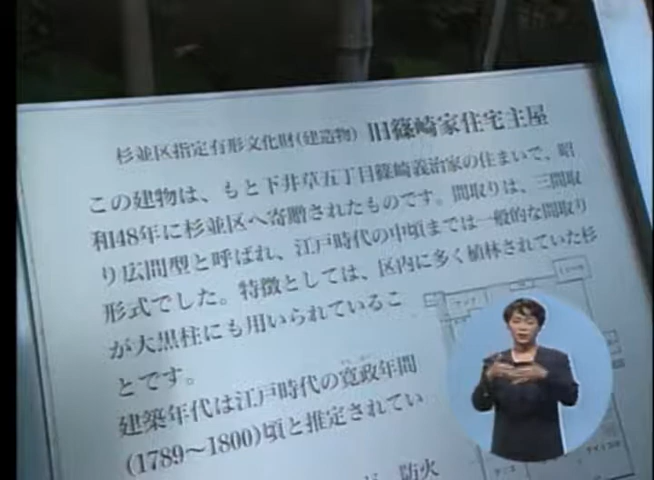 杉並区指定有形文化財(建造物) 旧篠崎家住宅主屋
この建物は、もと下井草五丁目篠崎義治家の住まいで、昭
和48年に杉並区へ寄贈されたものです。間取りは、三間取
り広間型と呼ばれ、江戸時代の中頃までは一般的な間取り
形式でした。特徴としては、区内に多く植林されていた杉
が大黒柱にも用いられているこ
とです。
建築年代は江戸時代の寛政年間
(1789〜1800)頃と推定されてい
防火